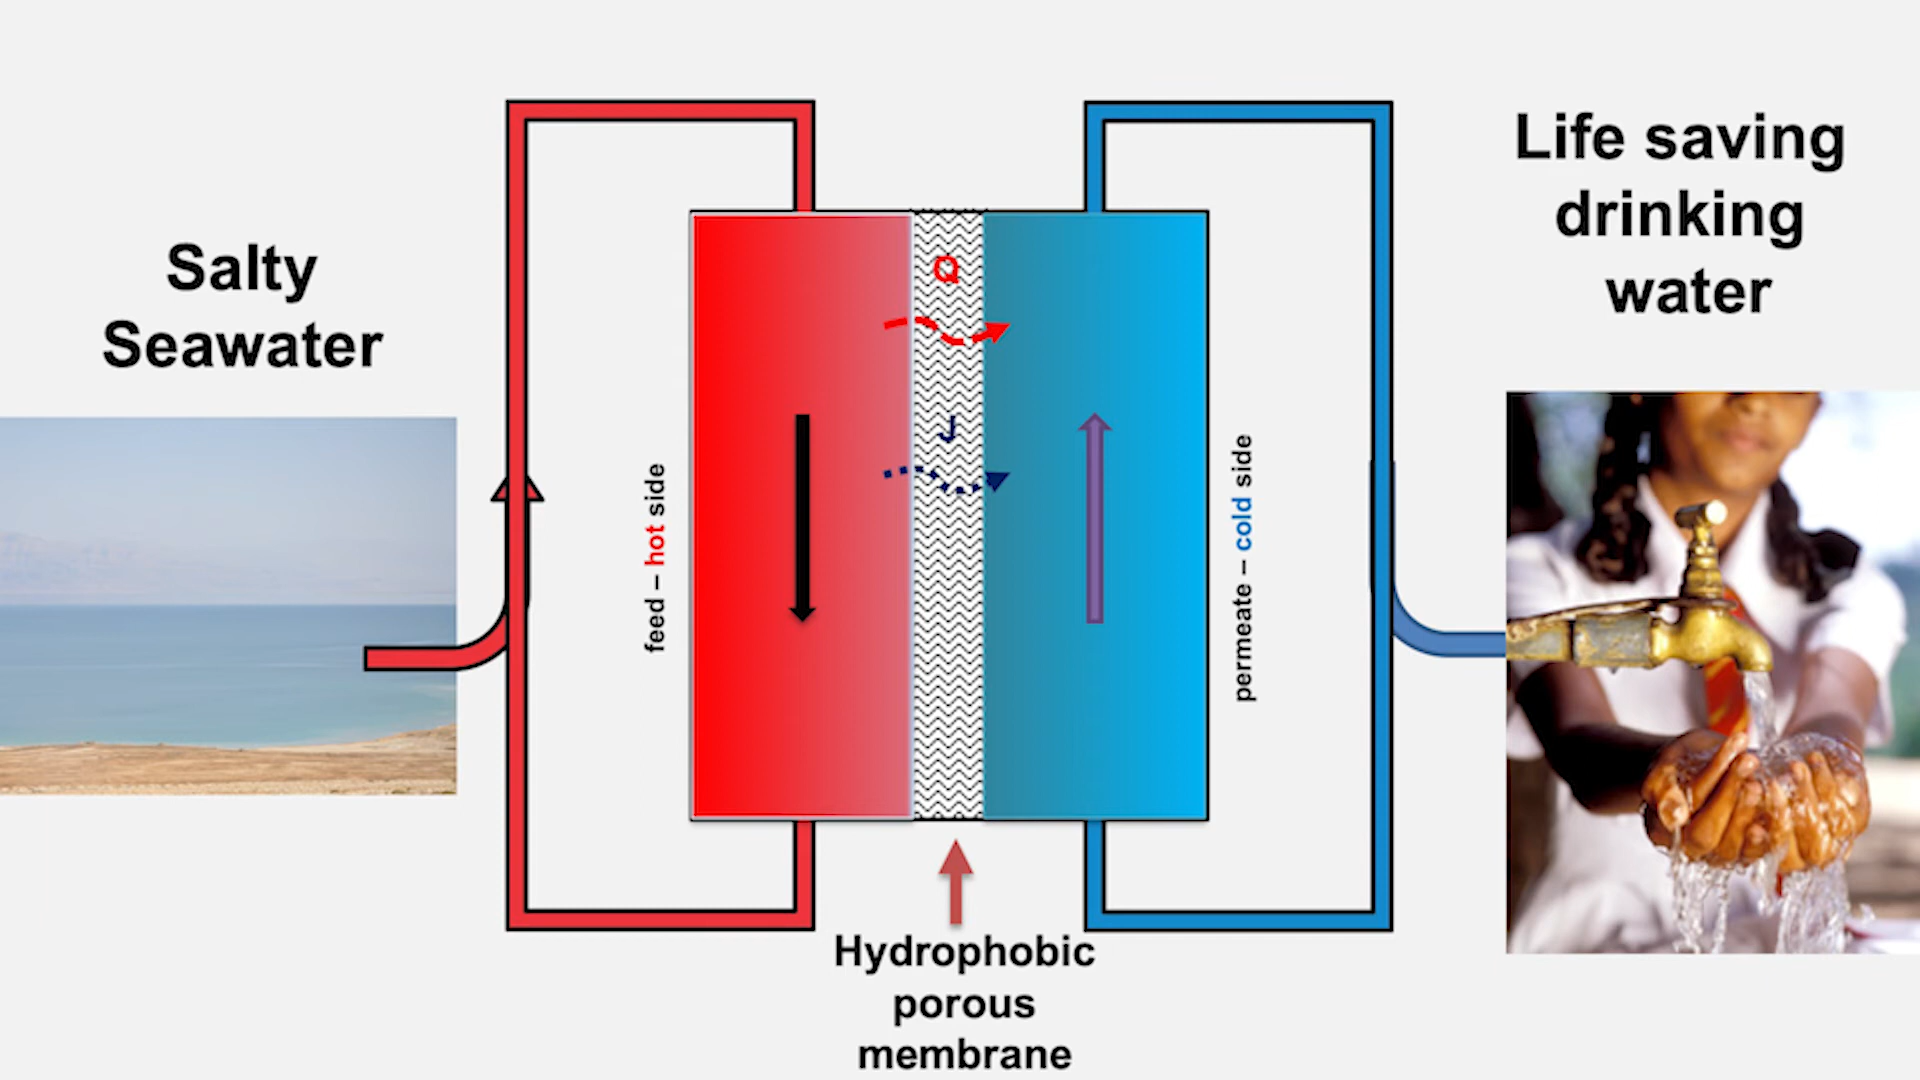 Salty
Seawater
feed – hot side
Q
J
permeate – cold side
Hydrophobic
porous
membrane
Life saving
drinking
water